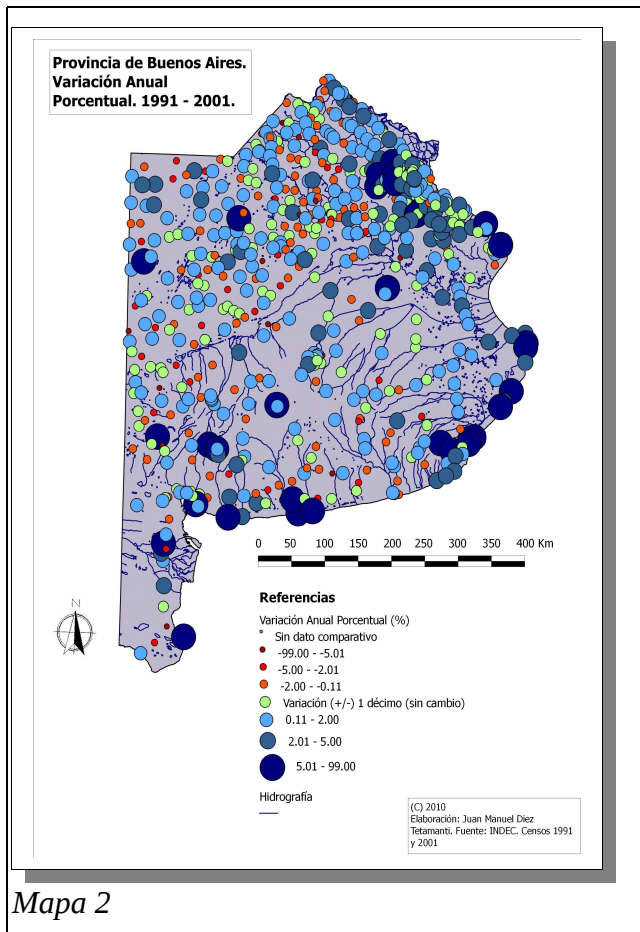 Provincia de Buenos Aires.
Variación Anual
Porcentual. 1991 - 2001.
0 50 100 150 200 250 300 350 400 Km
Referencias
Variación Anual Porcentual (%)
Sin dato comparativo
-99.00 - -5.01
-5.00 - -2.01
-2.00 - -0.11
Variación (+/-) 1 décimo (sin cambio)
0.11 - 2.00
2.01 - 5.00
5.01 - 99.00
Hidrografía
N
(C) 2010
Elaboración: Juan Manuel Diez
Tetamanti. Fuente: INDEC. Censos 1991
y 2001
Mapa 2